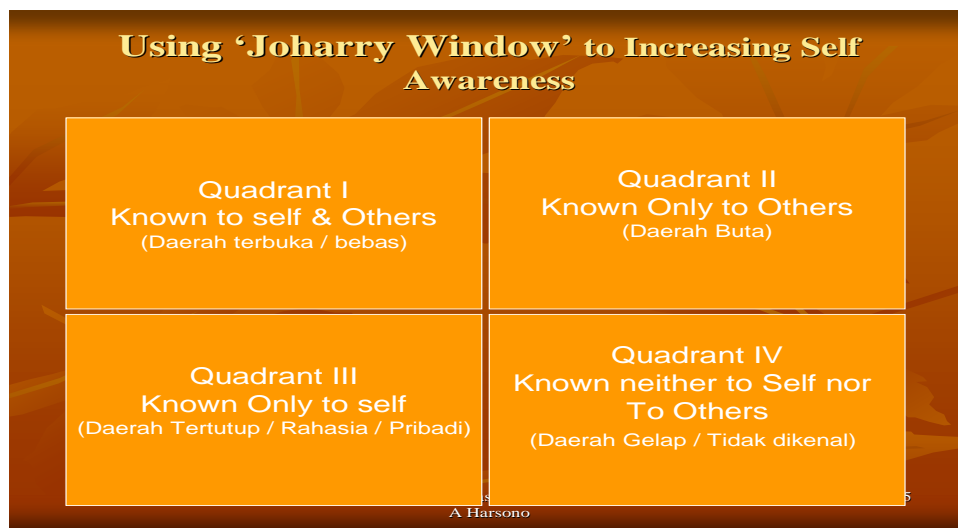 Using ‘Joharry Window’ to Increasing Self
Awareness
Quadrant I
Known to self & Others
(Daerah terbuka / bebas)
Quadrant II
Known Only to Others
(Daerah Buta)
Quadrant III
Known Only to self
(Daerah Tertutup / Rahasia / Pribadi)
Quadrant IV
Known neither to Self nor
To Others
(Daerah Gelap / Tidak dikenal)
5
A Harsono